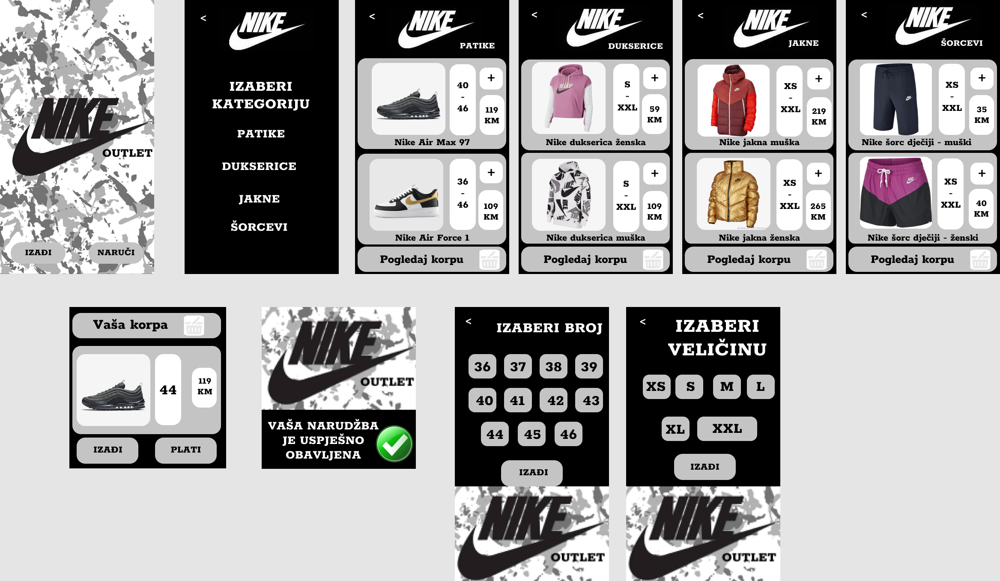 NIKE
OUTLET
IZAĐI
NARUČI
<
NIKE
IZABERI
KATEGORIJU
PATIKE
DUKSERICE
JAKNE
ŠORCEVI
<
NIKE
PATIKE
40
-
46
+
119
KM
Nike Air Max 97
36
-
46
+
109
KM
Nike Air Force 1
Pogledaj korpu
<
NIKE
DUKSERICE
nike
S
-
XXL
+
59
KM
Nike dukserica ženska
NIKE
S
-
XXL
+
109
KM
Nike dukserica muška
Pogledaj korpu
<
NIKE
JAKNE
XS
-
XXL
+
219
KM
Nike jakna muška
XS
-
XXL
+
265
KM
Nike jakna ženska
Pogledaj korpu
<
NIKE
ŠORCEVI
XS
-
XXL
+
35
KM
Nike šorc dječiji - muški
NIKE
XS
-
XXL
+
40
KM
Nike šorc dječiji - ženski
Pogledaj korpu
Vaša korpa
44
119
KM
IZAĐI
PLATI
NIKE
OUTLET
VAŠA NARUDŽBA
JE USPJEŠNO
OBAVLJENA
<
IZABERI BROJ
36 37 38 39
40 41 42 43
44 45 46
IZAĐI
NIKE
OUTLET
<
IZABERI
VELIČINU
XS S M L
XL XXL
IZAĐI
NIKE
OUTLET